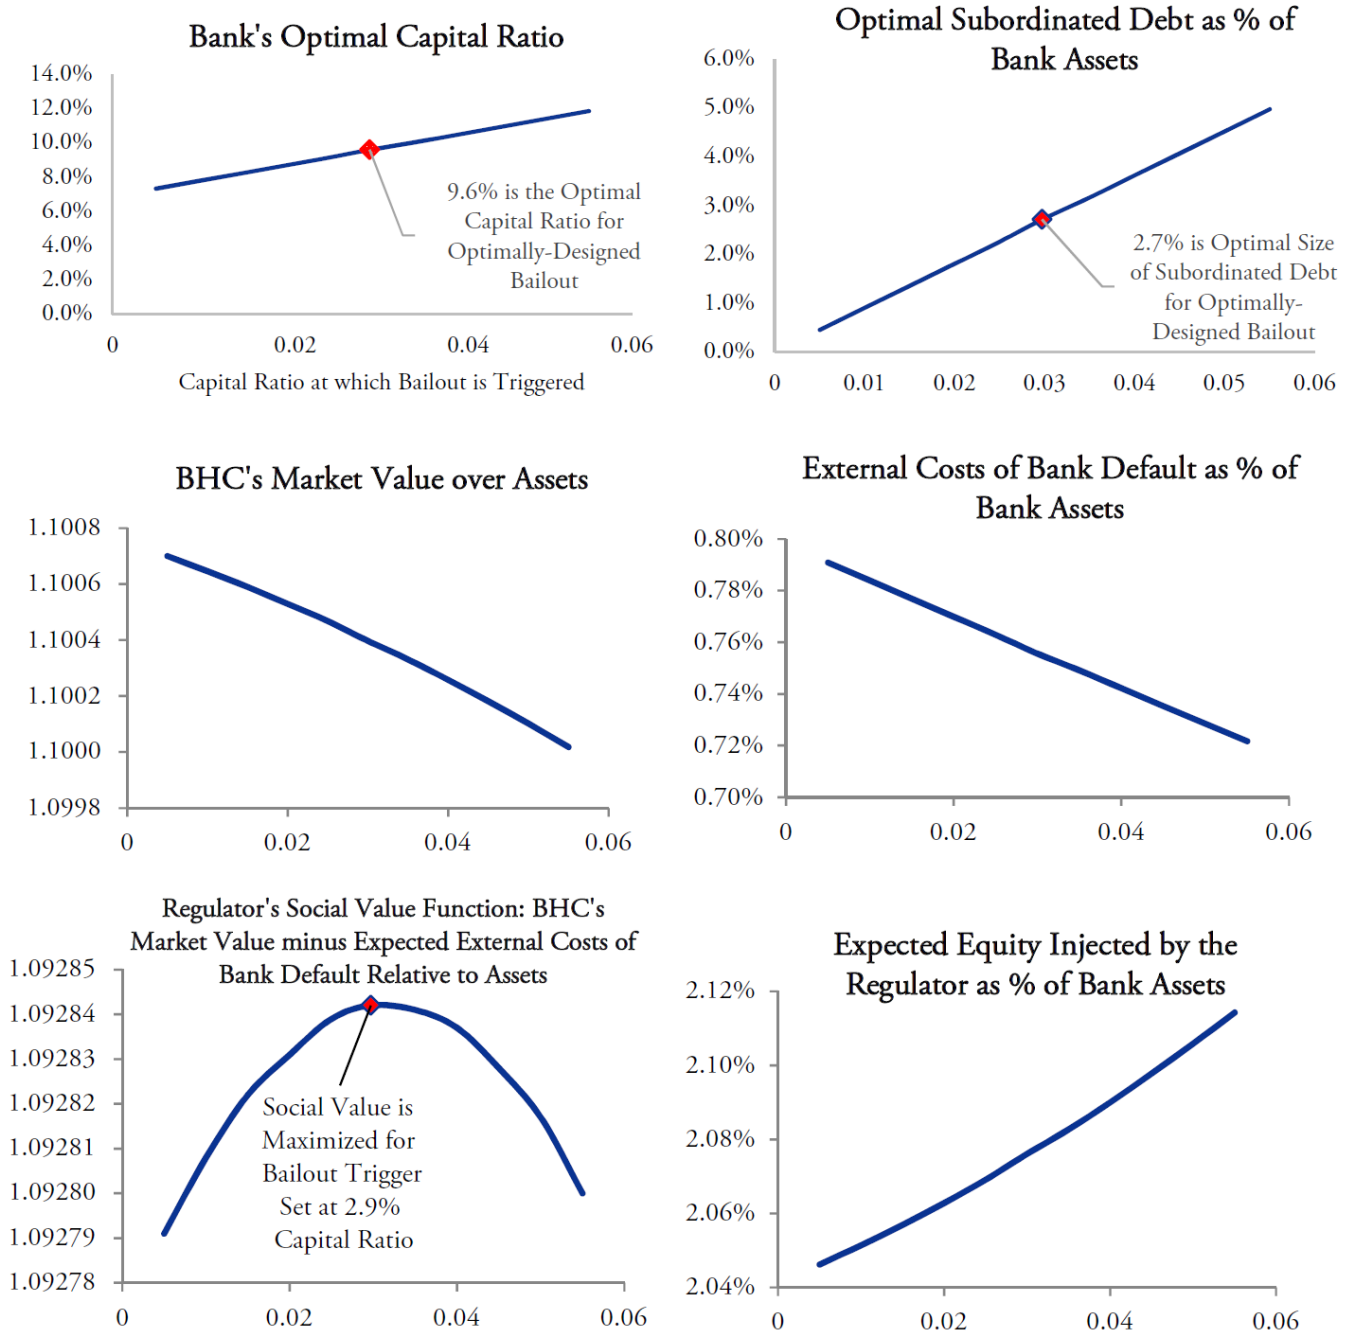 Bank's Optimal Capital Ratio
14.0%
12.0%
10.0%
8.0%
6.0%
4.0%
2.0%
0.0%
9.6% is the Optimal
Capital Ratio for
Optimally-Designed
Bailout
0 0.02 0.04 0.06
Capital Ratio at which Bailout is Triggered
Optimal Subordinated Debt as % of
Bank Assets
6.0%
5.0%
4.0%
3.0%
2.0%
1.0%
0.0%
2.7% is Optimal Size
of Subordinated Debt
for Optimally-
Designed Bailout
0 0.01 0.02 0.03 0.04 0.05 0.06
BHC's Market Value over Assets
1.1008
1.1006
1.1004
1.1002
1.1000
1.0998
0 0.02 0.04 0.06
External Costs of Bank Default as % of
Bank Assets
0.80%
0.78%
0.76%
0.74%
0.72%
0.70%
0 0.02 0.04 0.06
Regulator's Social Value Function: BHC's
Market Value minus Expected External Costs of
Bank Default Relative to Assets
1.09285
1.09284
1.09283
1.09282
1.09281
1.09280
1.09279
1.09278
Social Value is
Maximized for
Bailout Trigger
Set at 2.9%
Capital Ratio
0 0.02 0.04 0.06
Expected Equity Injected by the
Regulator as % of Bank Assets
2.12%
2.10%
2.08%
2.06%
2.04%
0 0.02 0.04 0.06